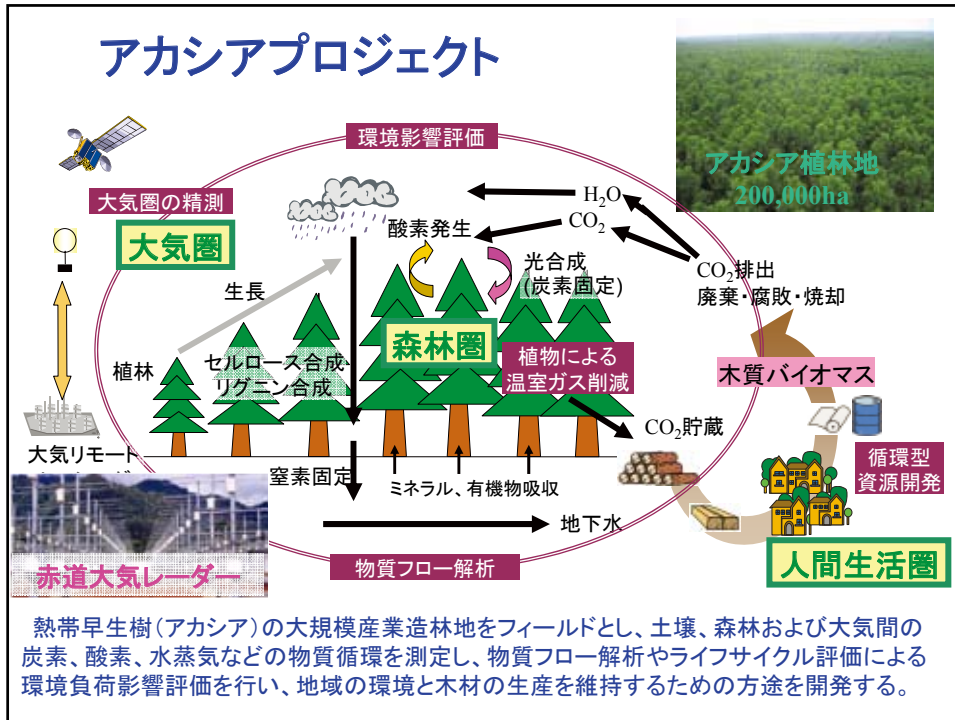 アカシアプロジェクト
アカシア植林地
200,000ha
環境影響評価
大気圏の精測
大気圏
H₂O
CO₂
酸素発生
光合成
(炭素固定)
CO₂排出
廃棄・腐敗・焼却
生長
森林圏
植林
セルロース合成・
リグニン合成
植物による
温室ガス削減
木質バイオマス
CO₂貯蔵
循環型
資源開発
大気リモート
窒素固定
ミネラル、有機物吸収
地下水
赤道大気レーダー
物質フロー解析
人間生活圏
熱帯早生樹(アカシア)の大規模産業造林地をフィールドとし、土壌、森林および大気間の
炭素、酸素、水蒸気などの物質循環を測定し、物質フロー解析やライフサイクル評価による
環境負荷影響評価を行い、地域の環境と木材の生産を維持するための方途を開発する。